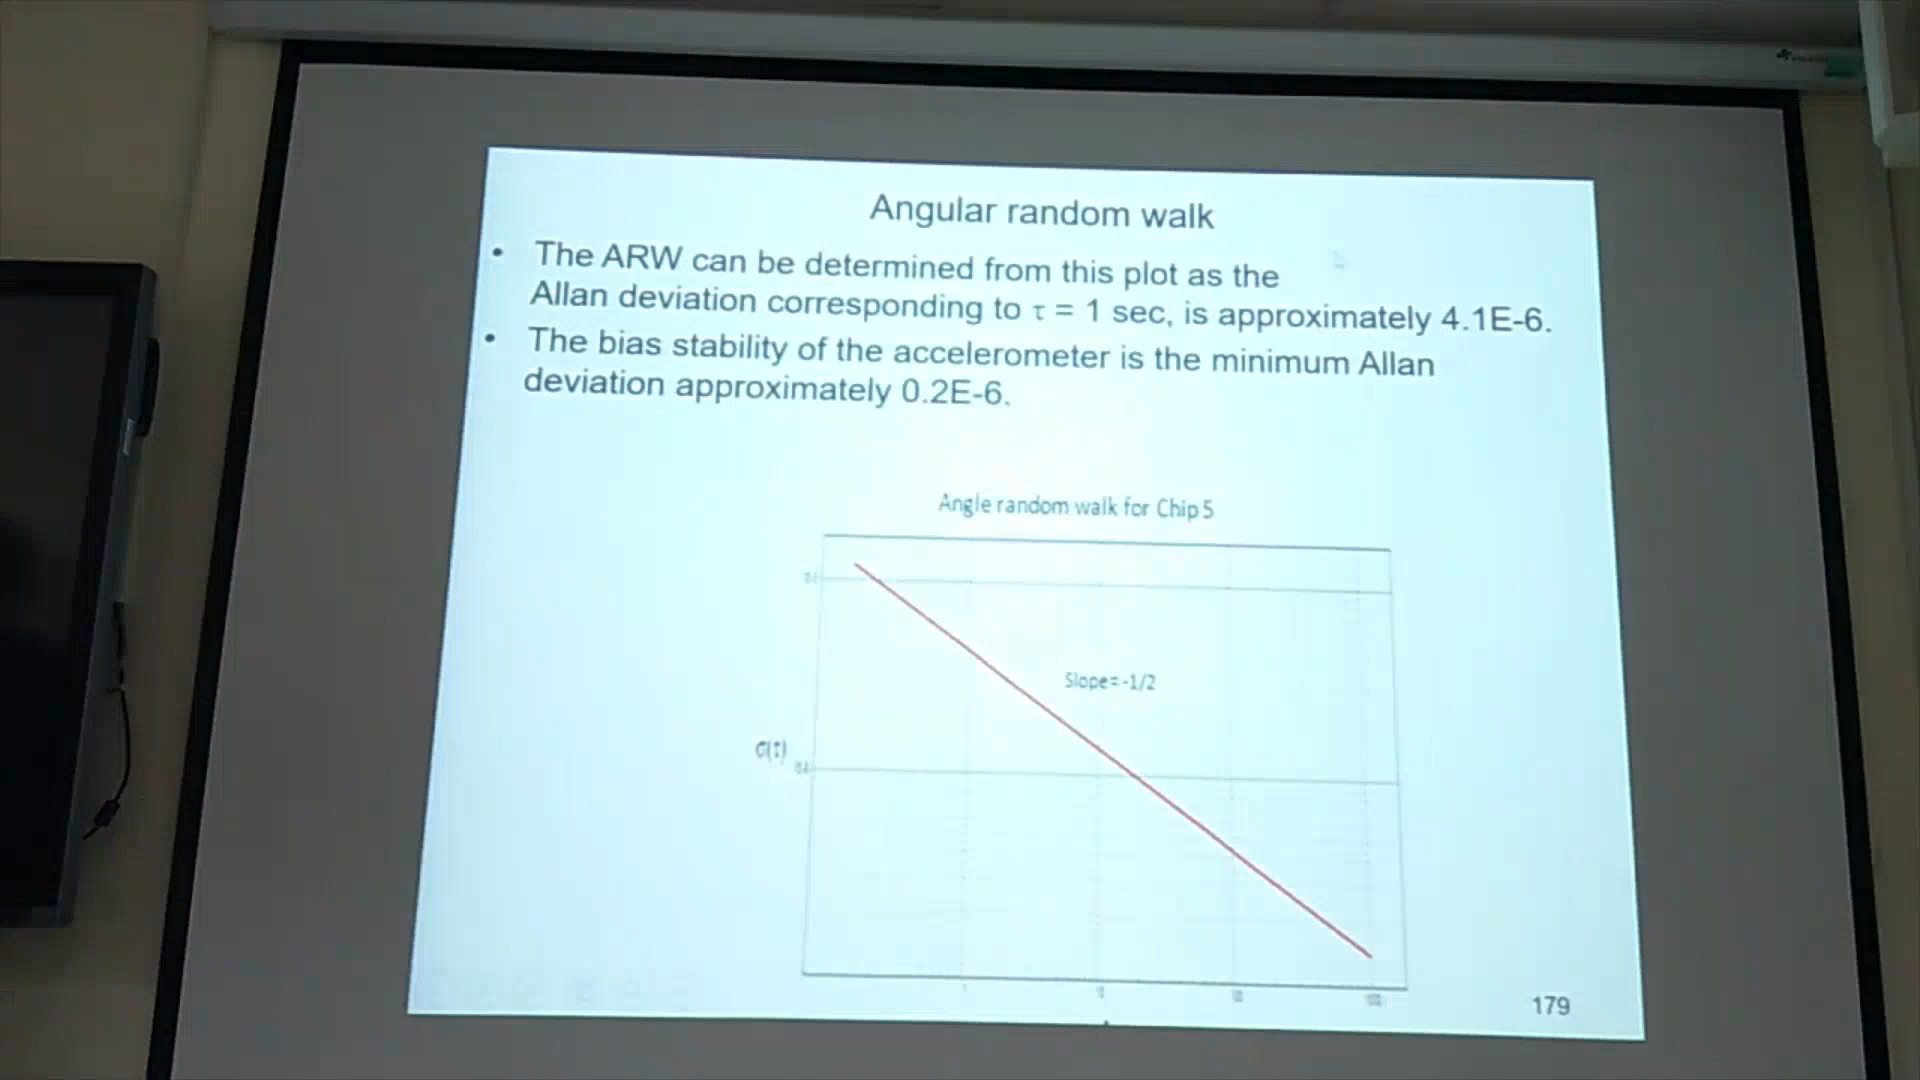 Angular random walk
• The ARW can be determined from this plot as the
Allan deviation corresponding to τ = 1 sec, is approximately 4.1E-6.
• The bias stability of the accelerometer is the minimum Allan
deviation approximately 0.2E-6.
Angle random walk for Chip 5
Slope= -1/2
σ(τ)
179